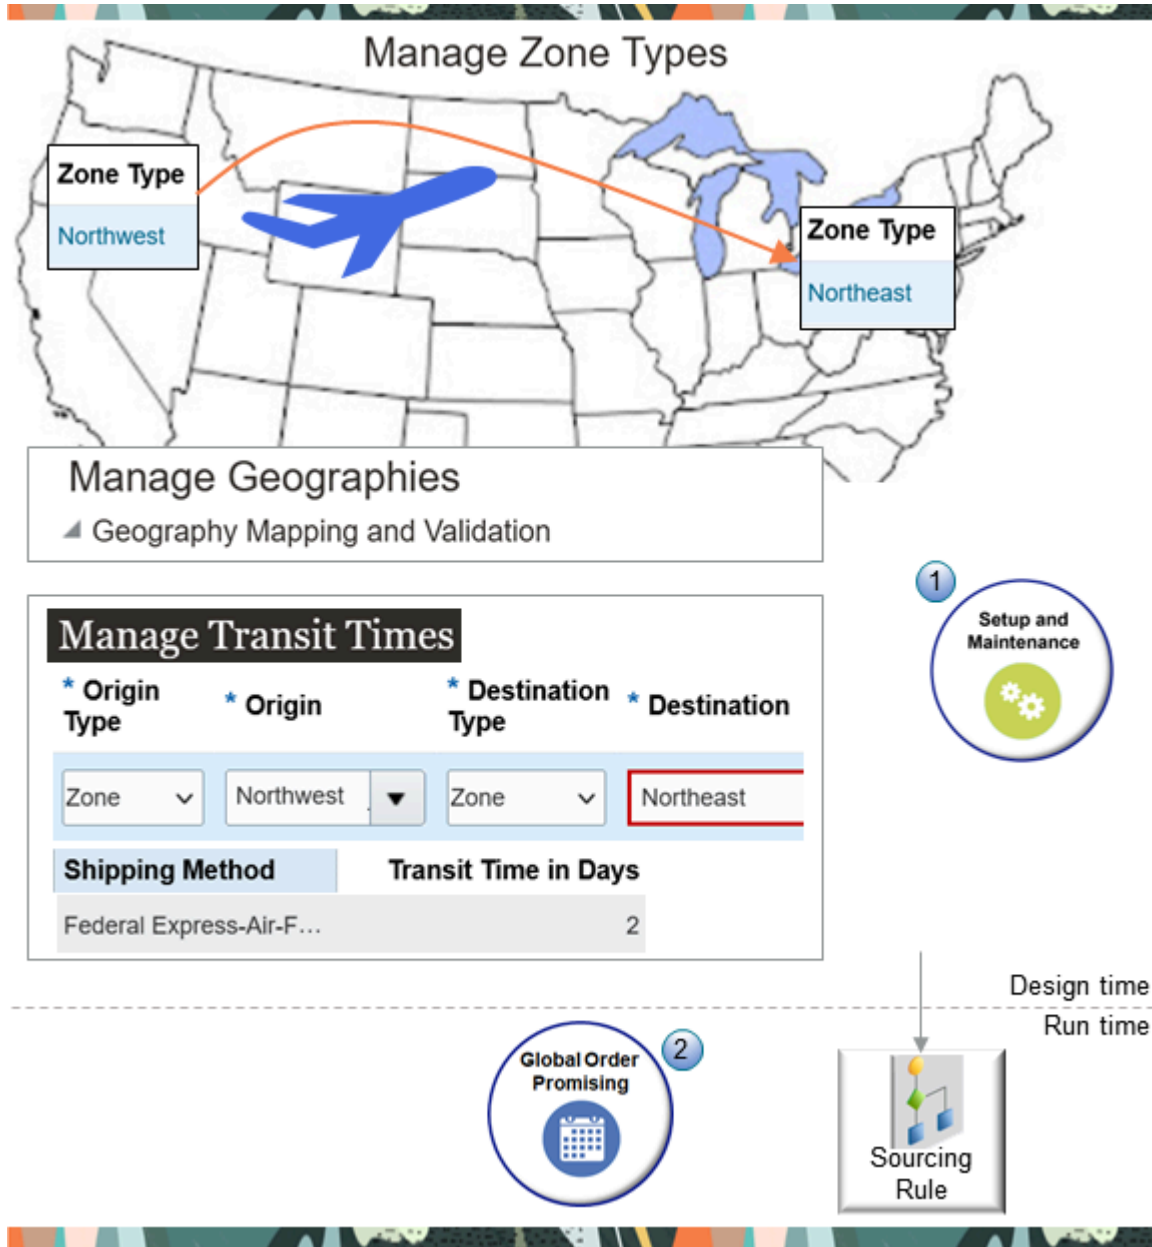 Manage Zone Types
Zone Type
Northwest
Zone Type
Northeast
Manage Geographies
Geography Mapping and Validation
1
Setup and
Maintenance
Manage Transit Times
* Origin
Type
* Origin
* Destination
Type
* Destination
Zone
Northwest
Zone
Northeast
Shipping Method
Transit Time in Days
Federal Express-Air-F...
2
Design time
Run time
Global Order
Promising
2
Sourcing
Rule